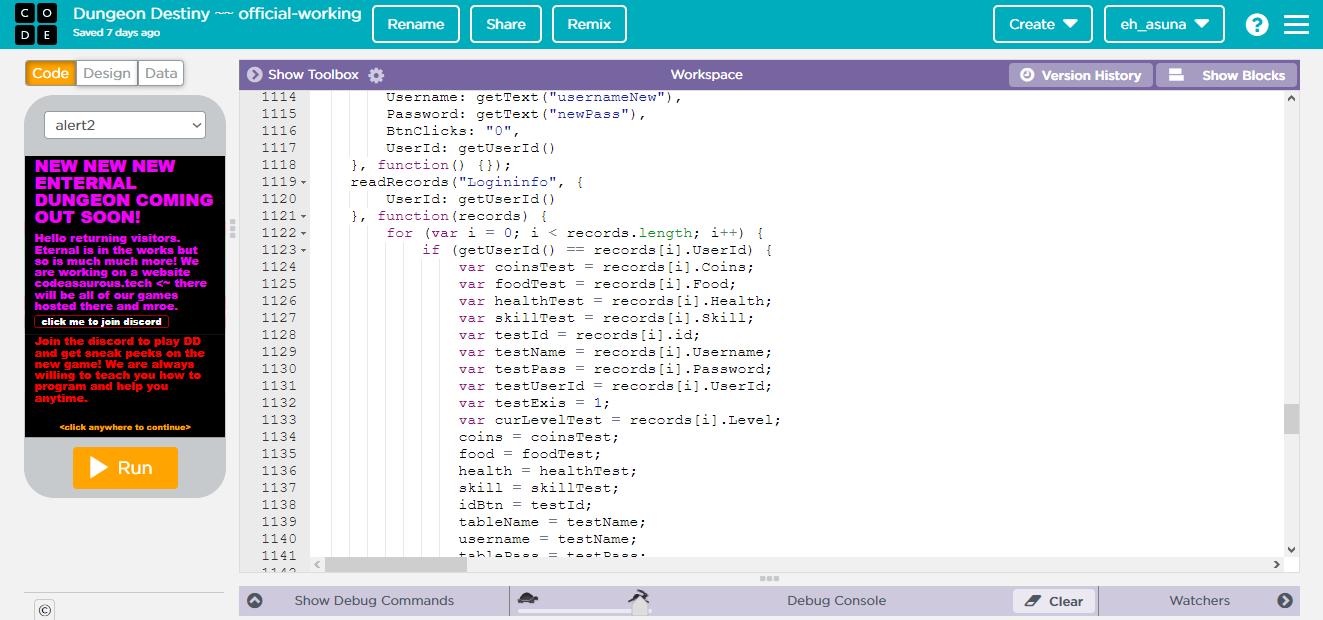 CODE
Dungeon Destiny ~~ official-working
Saved 7 days ago
Rename
Share
Remix
Create
eh_asuna
?
Code
Design
Data
alert2
NEW NEW NEW
ENTERNAL
DUNGEON COMING
OUT SOON!
Hello returning visitors.
Eternal is in the works but
so is much much more! We
are working on a website
codeasaurous.tech <~ there
will be all of our games
hosted there and mroe.
click me to join discord
Join the discord to play DD
and get sneak peeks on the
new game! We are always
willing to teach you how to
program and help you
anytime.
<click anywhere to continue>
Run
©
Show Toolbox
Workspace
Version History
Show Blocks
1114 Username: getText("usernameNew"),
1115 Password: getText("newPass"),
1116 BtnClicks: "0",
1117 UserId: getUserId()
1118 }, function() {});
1119 readRecords("Logininfo", {
1120 UserId: getUserId()
1121 }, function(records) {
1122 for (var i = 0; i < records.length; i++) {
1123 if (getUserId() == records[i].UserId) {
1124 var coinsTest = records[i].Coins;
1125 var foodTest = records[i].Food;
1126 var healthTest = records[i].Health;
1127 var skillTest = records[i].Skill;
1128 var testId = records[i].id;
1129 var testName = records[i].Username;
1130 var testPass = records[i].Password;
1131 var testUserId = records[i].UserId;
1132 var testExis = 1;
1133 var curLevelTest = records[i].Level;
1134 coins = coinsTest;
1135 food = foodTest;
1136 health = healthTest;
1137 skill = skillTest;
1138 idBtn = testId;
1139 tableName = testName;
1140 username = testName;
1141 tablePass = testPass;
1142
Show Debug Commands
Debug Console
Clear
Watchers